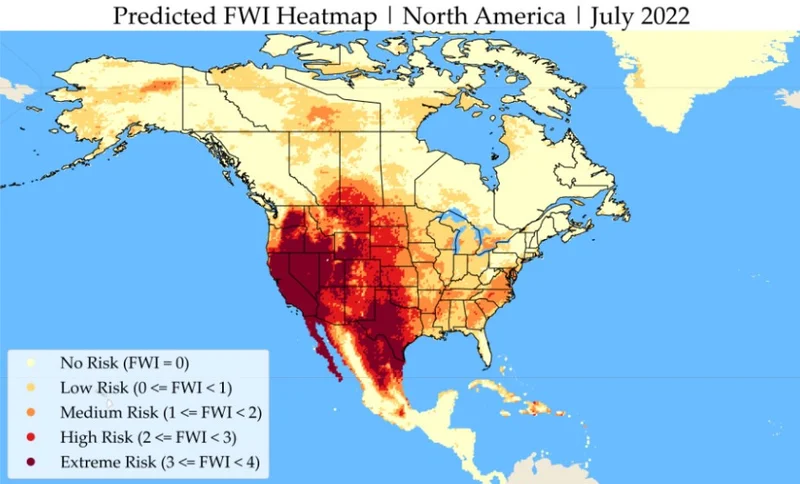 Predicted FWI Heatmap | North America | July 2022
No Risk (FWI = 0)
Low Risk (0 <= FWI < 1)
Medium Risk (1 <= FWI < 2)
High Risk (2 <= FWI < 3)
Extreme Risk (3 <= FWI < 4)